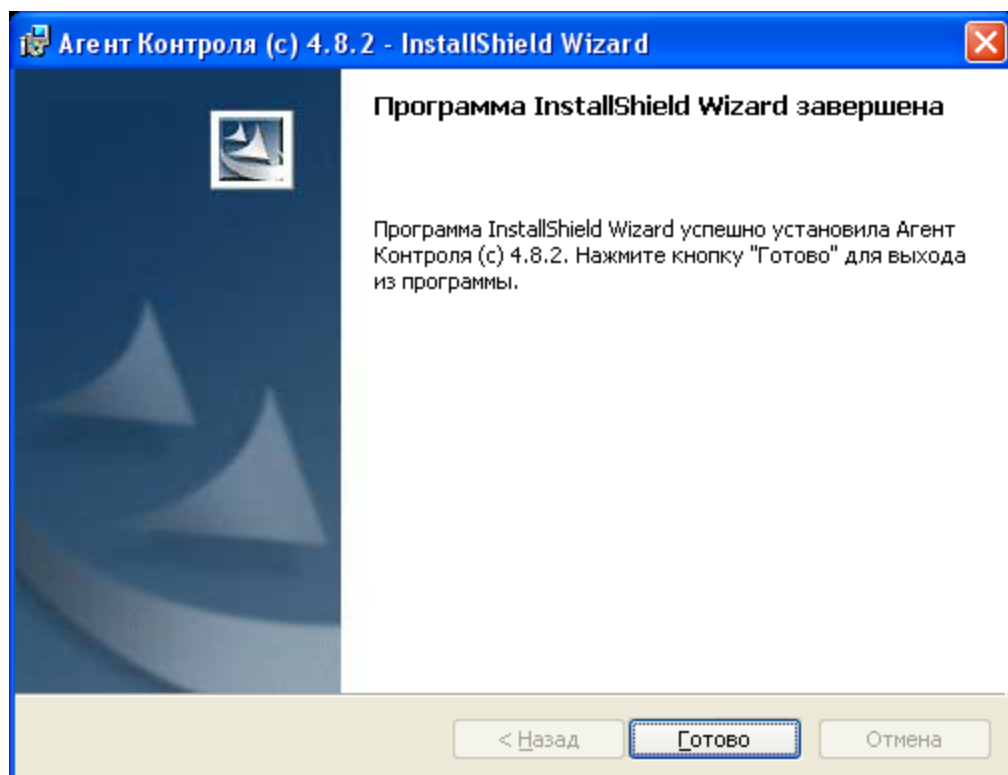 Агент Контроля (c) 4.8.2 - InstallShield Wizard
Программа InstallShield Wizard завершена
Программа InstallShield Wizard успешно установила Агент
Контроля (c) 4.8.2. Нажмите кнопку "Готово" для выхода
из программы.
< Назад Готово Отмена